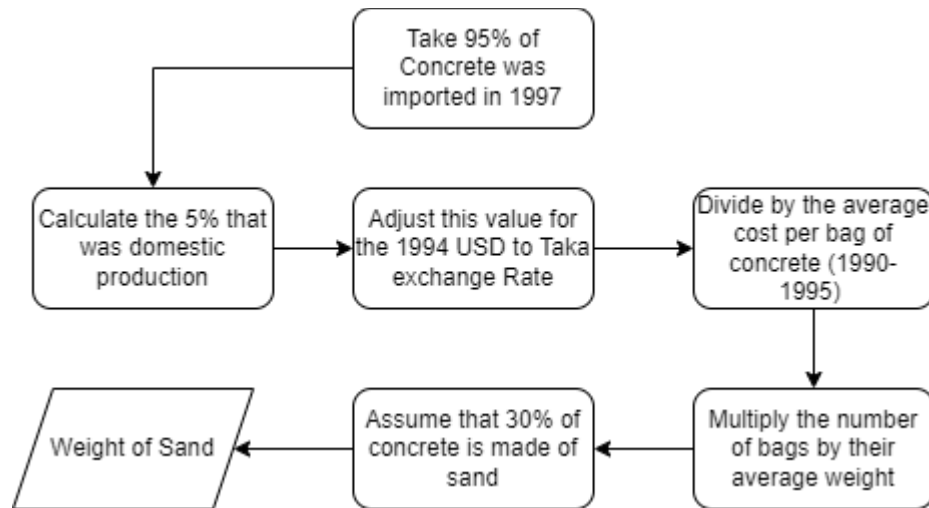 Take 95% of
Concrete was
imported in 1997
Calculate the 5% that
was domestic
production
Adjust this value for
the 1994 USD to Taka
exchange Rate
Divide by the average
cost per bag of
concrete (1990-
1995)
Multiply the number
of bags by their
average weight
Assume that 30% of
concrete is made of
sand
Weight of Sand